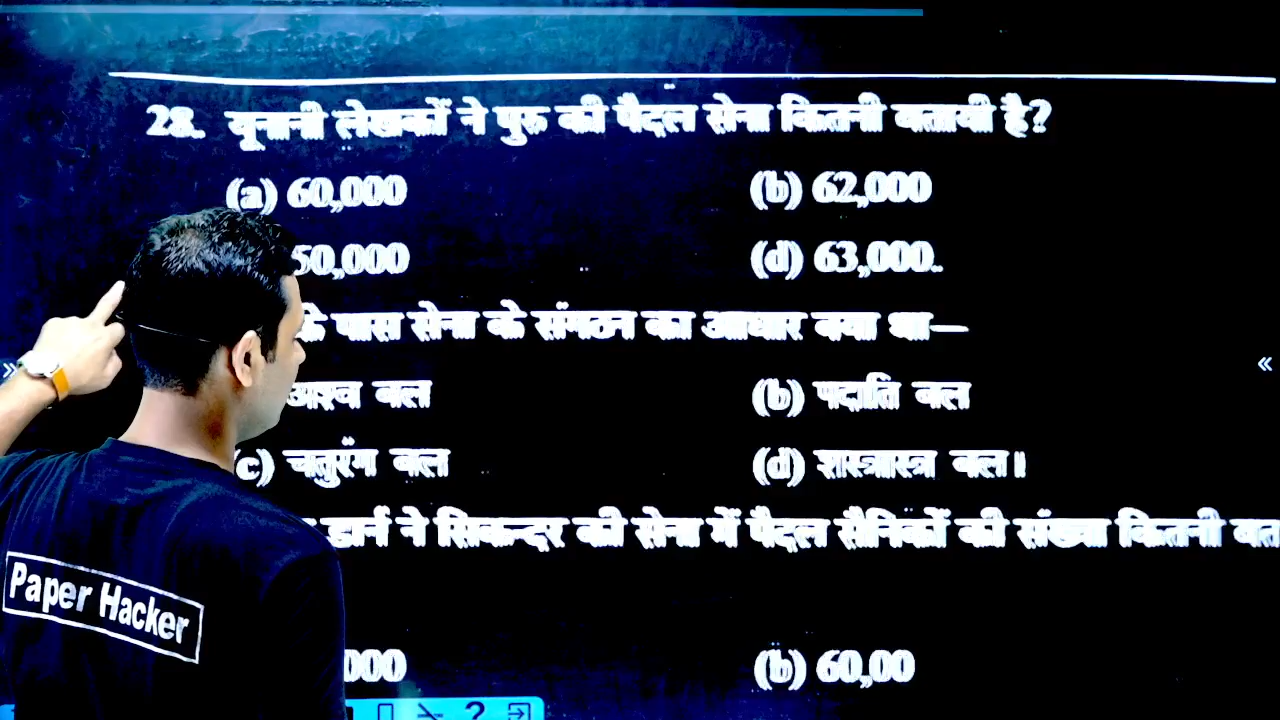 28. यूनानी लेखकों ने पुरु की पैदल सेना कितनी बतायी है?
(a) 60,000 (b) 62,000
50,000 (d) 63,000.
के पास सेना के संगठन का आधार क्या था—
अश्व बल (b) पदाति बल
c) चतुरंग बल (d) शस्त्रास्त्र बल।
डार्न ने सिकन्दर की सेना में पैदल सैनिकों की संख्या कितनी बत
000 (b) 60,00
Paper Hacker